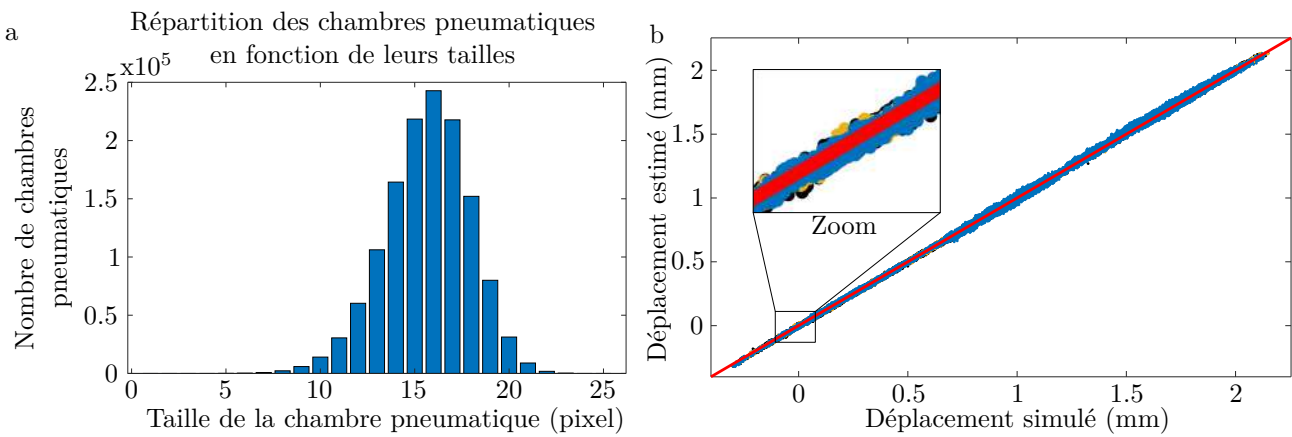 a
Répartition des chambres pneumatiques
en fonction de leurs tailles
x10⁵
2.5
2
1.5
1
0.5
0
Nombre de chambres
pneumatiques
0 5 10 15 20 25
Taille de la chambre pneumatique (pixel)
b
Déplacement estimé (mm)
2
1.5
1
0.5
0
Zoom
0 0.5 1 1.5 2
Déplacement simulé (mm)